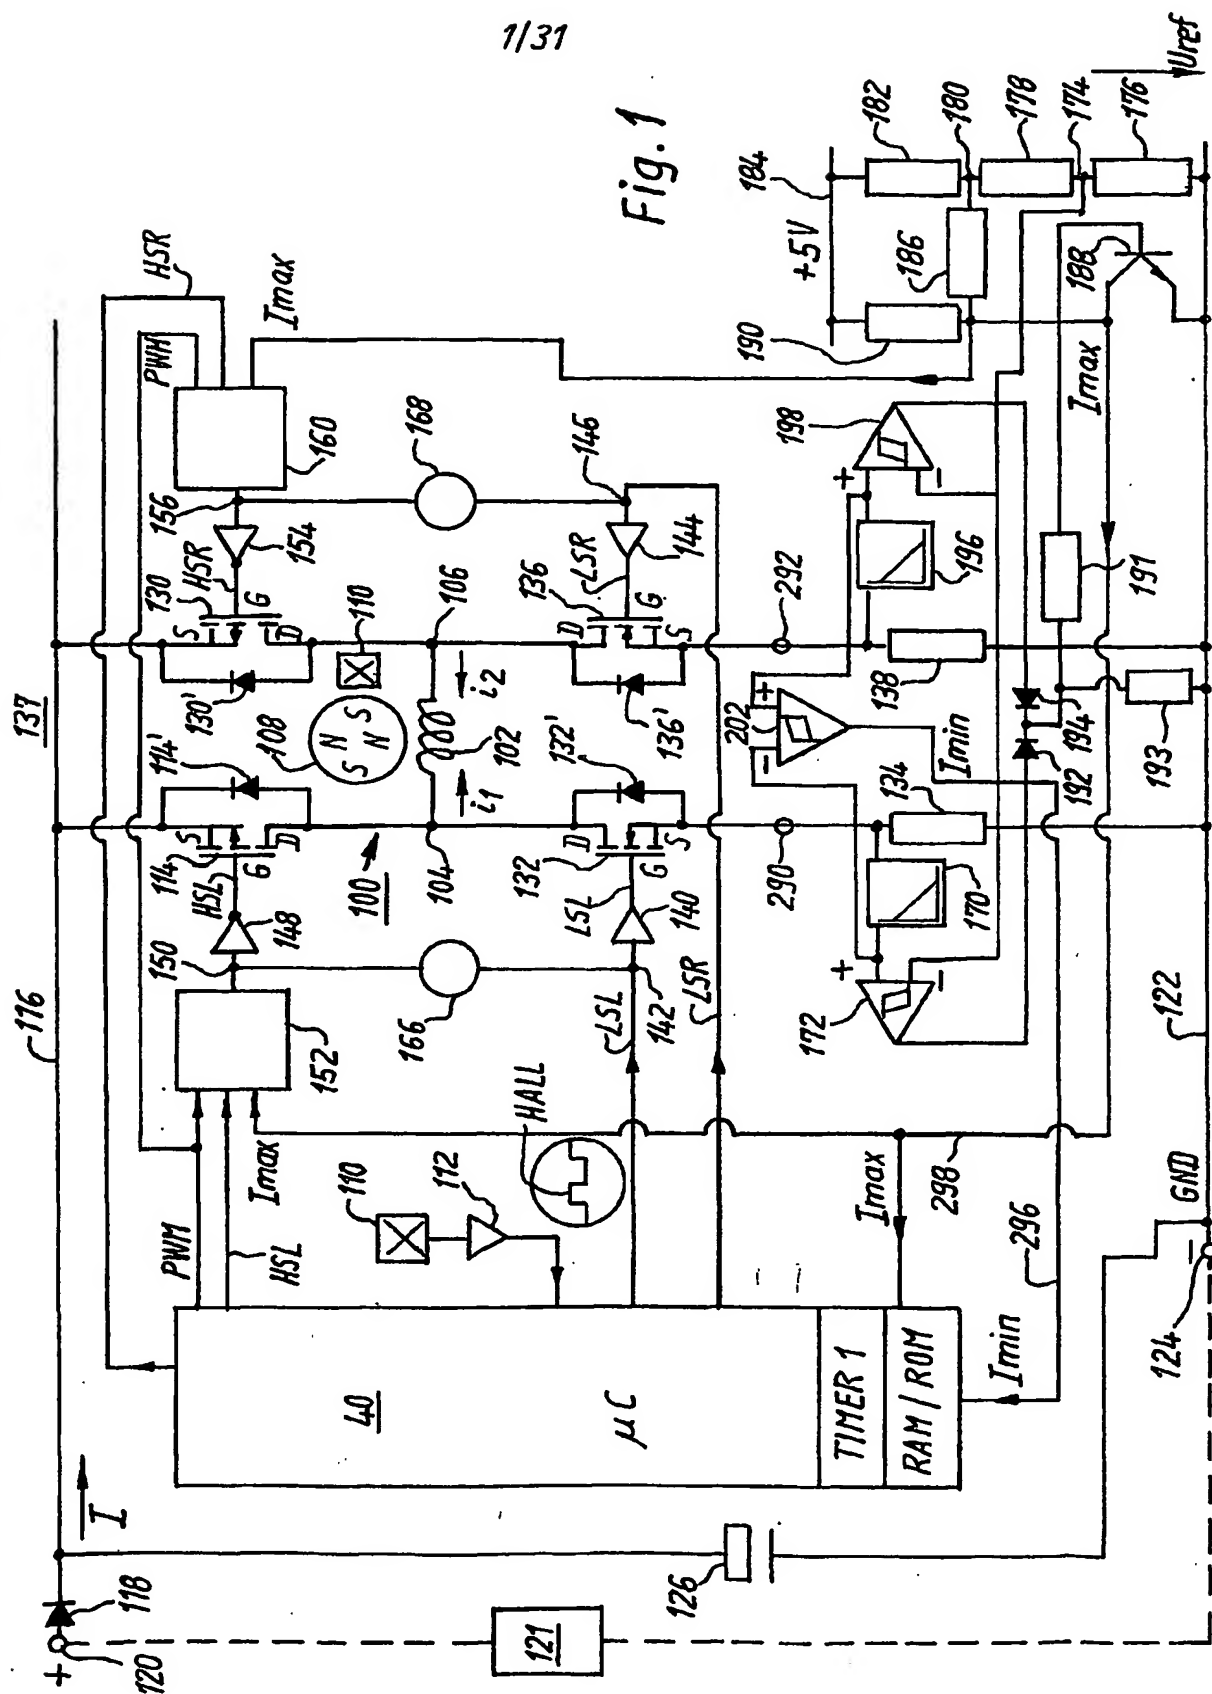 1/31
Fig. 1
137
116
HSR
PWM
Imax
160
156
168
146
154
HSR
130
S
G
D
130'
110
106
108
S
N
N
S
114'
102
i1
i2
100
104
114
HSL
S
G
D
148
150
152
166
132
132'
D
G
S
LSL
140
142
136
136'
D
G
S
LSR
144
LSL
LSR
HALL
PWM
HSL
Imax
110
112
40
µC
TIMER 1
RAM / ROM
Imax
298
Imin
296
I
+
118
120
121
126
124
-
GND
122
290
292
170
172
+
-
134
138
202
-
+
Imin
196
198
+
-
192
194
193
191
188
Imax
190
+5V
184
186
182
180
178
174
176
Uref